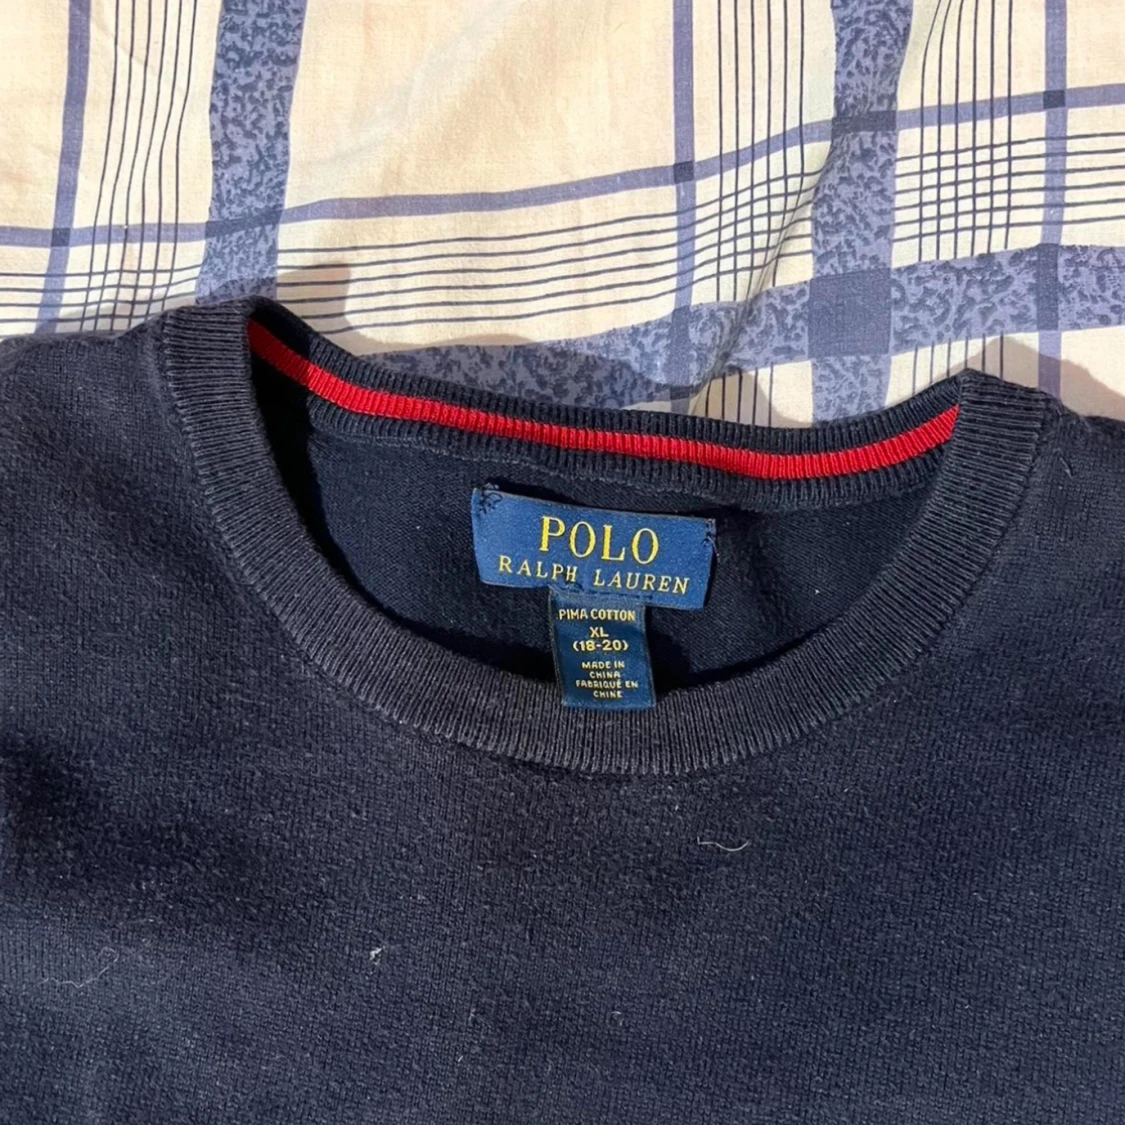 POLO
RALPH LAUREN
PIMA COTTON
XL
(18-20)
MADE IN
CHINA
FABRIQUÉ EN
CHINE